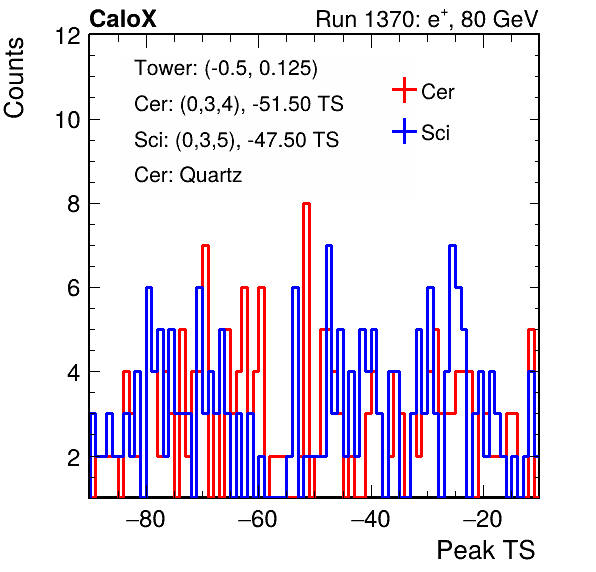 CaloX Run 1370: e⁺, 80 GeV
Counts
12
10
8
6
4
2
Tower: (-0.5, 0.125)
Cer: (0,3,4), -51.50 TS
Sci: (0,3,5), -47.50 TS
Cer: Quartz
Cer
Sci
−80 −60 −40 −20
Peak TS